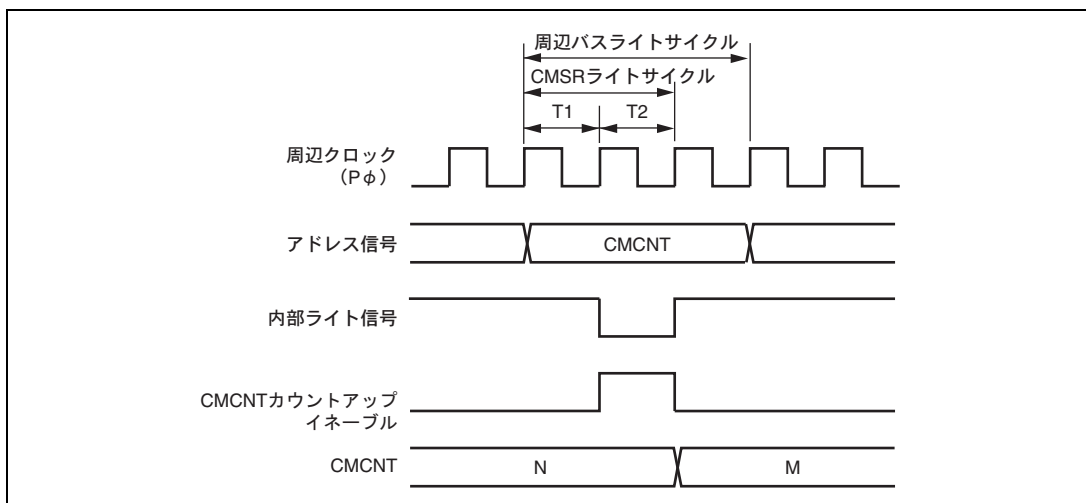 周辺バスライトサイクル
CMSRライトサイクル
T1 T2
周辺クロック
（Pφ）
アドレス信号 CMCNT
内部ライト信号
CMCNTカウントアップ
イネーブル
CMCNT N M